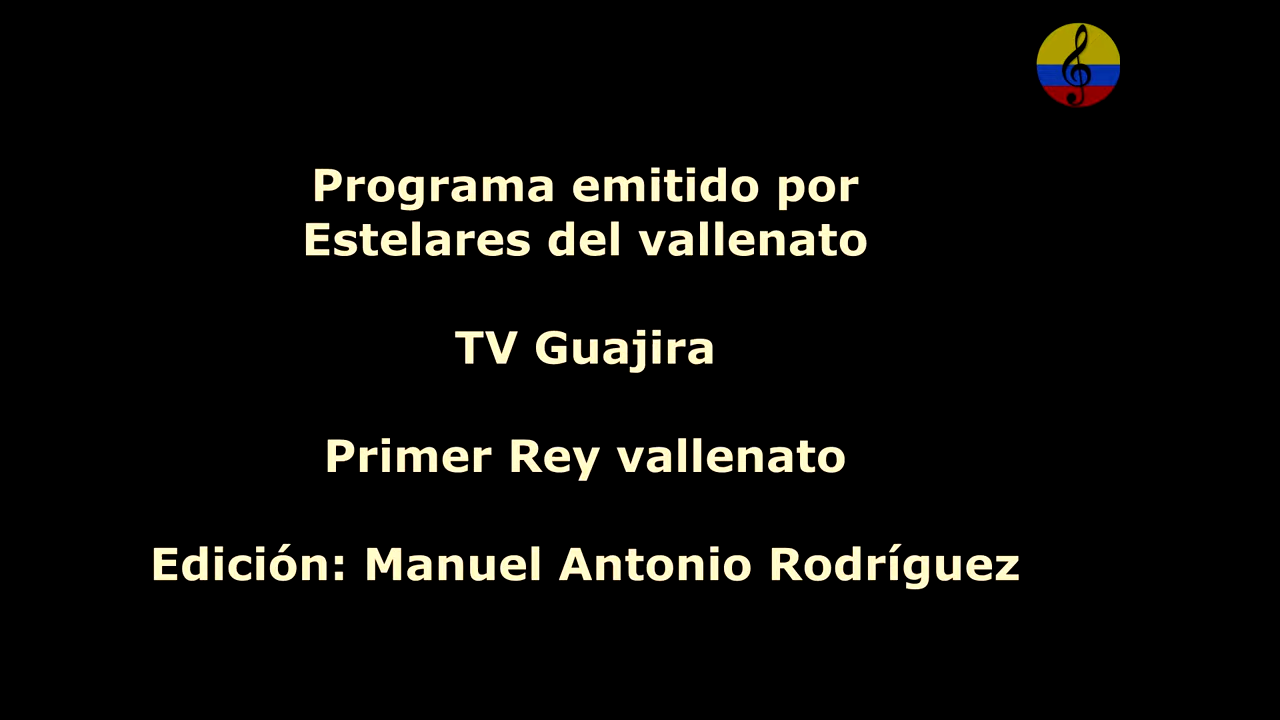 Programa emitido por
Estelares del vallenato
TV Guajira
Primer Rey vallenato
Edición: Manuel Antonio Rodríguez